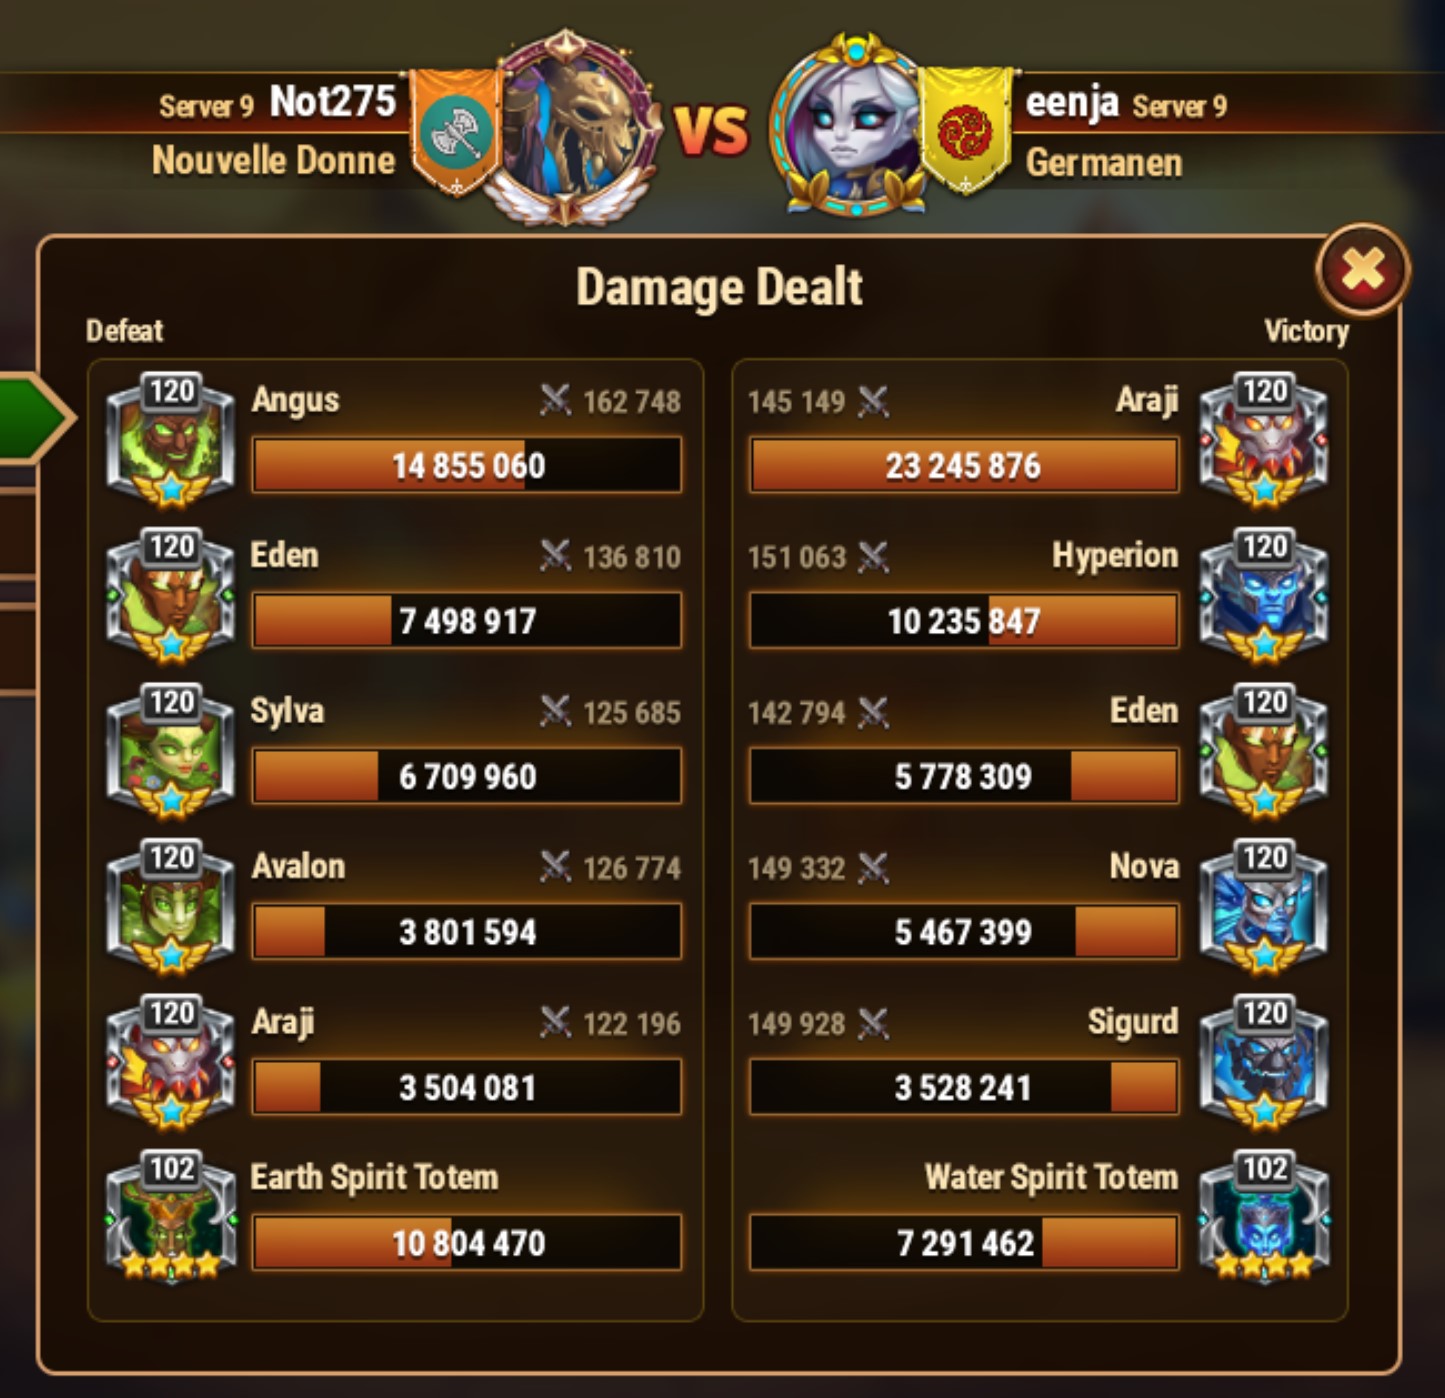 Server 9 Not275 VS eenja Server 9
Nouvelle Donne Germanen
Damage Dealt
Defeat Victory
120 Angus 162 748 145 149 Araji 120
14 855 060 23 245 876
120 Eden 136 810 151 063 Hyperion 120
7 498 917 10 235 847
120 Sylva 125 685 142 794 Eden 120
6 709 960 5 778 309
120 Avalon 126 774 149 332 Nova 120
3 801 594 5 467 399
120 Araji 122 196 149 928 Sigurd 120
3 504 081 3 528 241
102 Earth Spirit Totem Water Spirit Totem 102
10 804 470 7 291 462